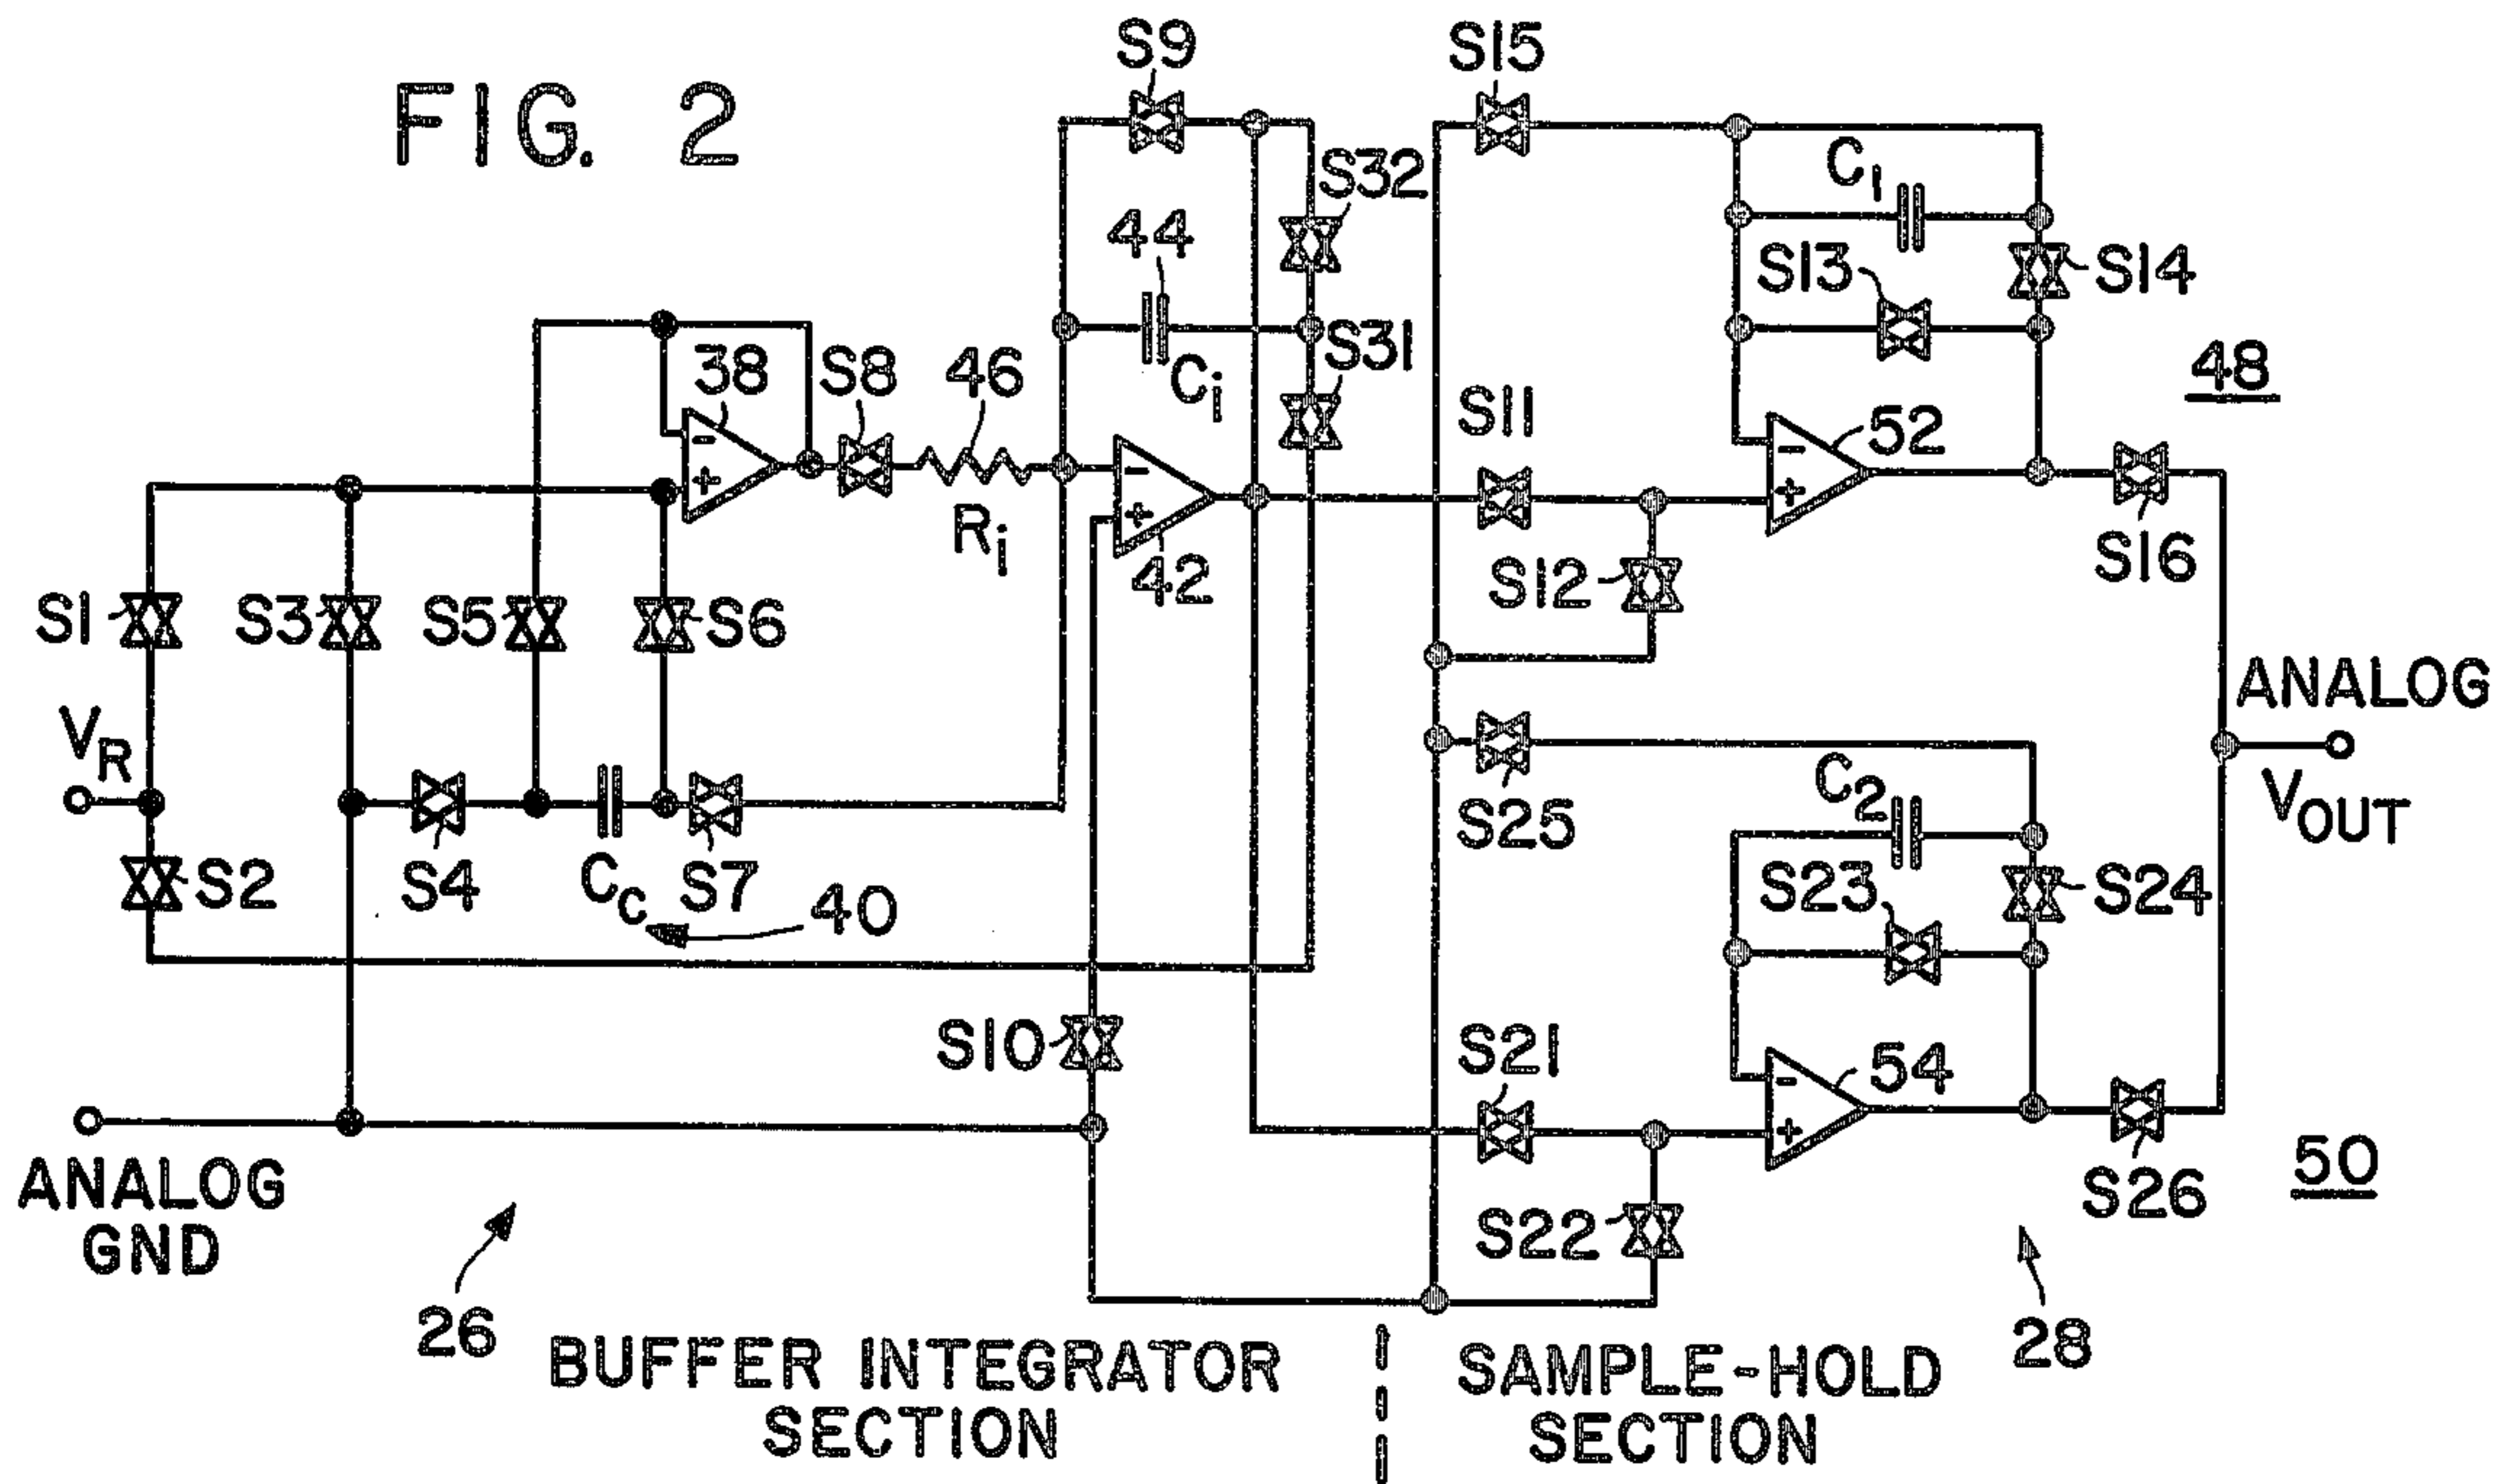 FIG. 2
S9
S15
S32
C1
44
S13
S14
38
S8
46
Ci
S31
S11
52
48
-
+
Ri
-
+
42
-
+
S12
S16
S1
S3
S5
S6
VR
ANALOG
VOUT
S25
C2
S2
S4
Cc
S7
40
S23
S24
S10
S21
54
-
+
ANALOG
GND
S22
S26
50
26
28
BUFFER INTEGRATOR
SECTION
SAMPLE-HOLD
SECTION